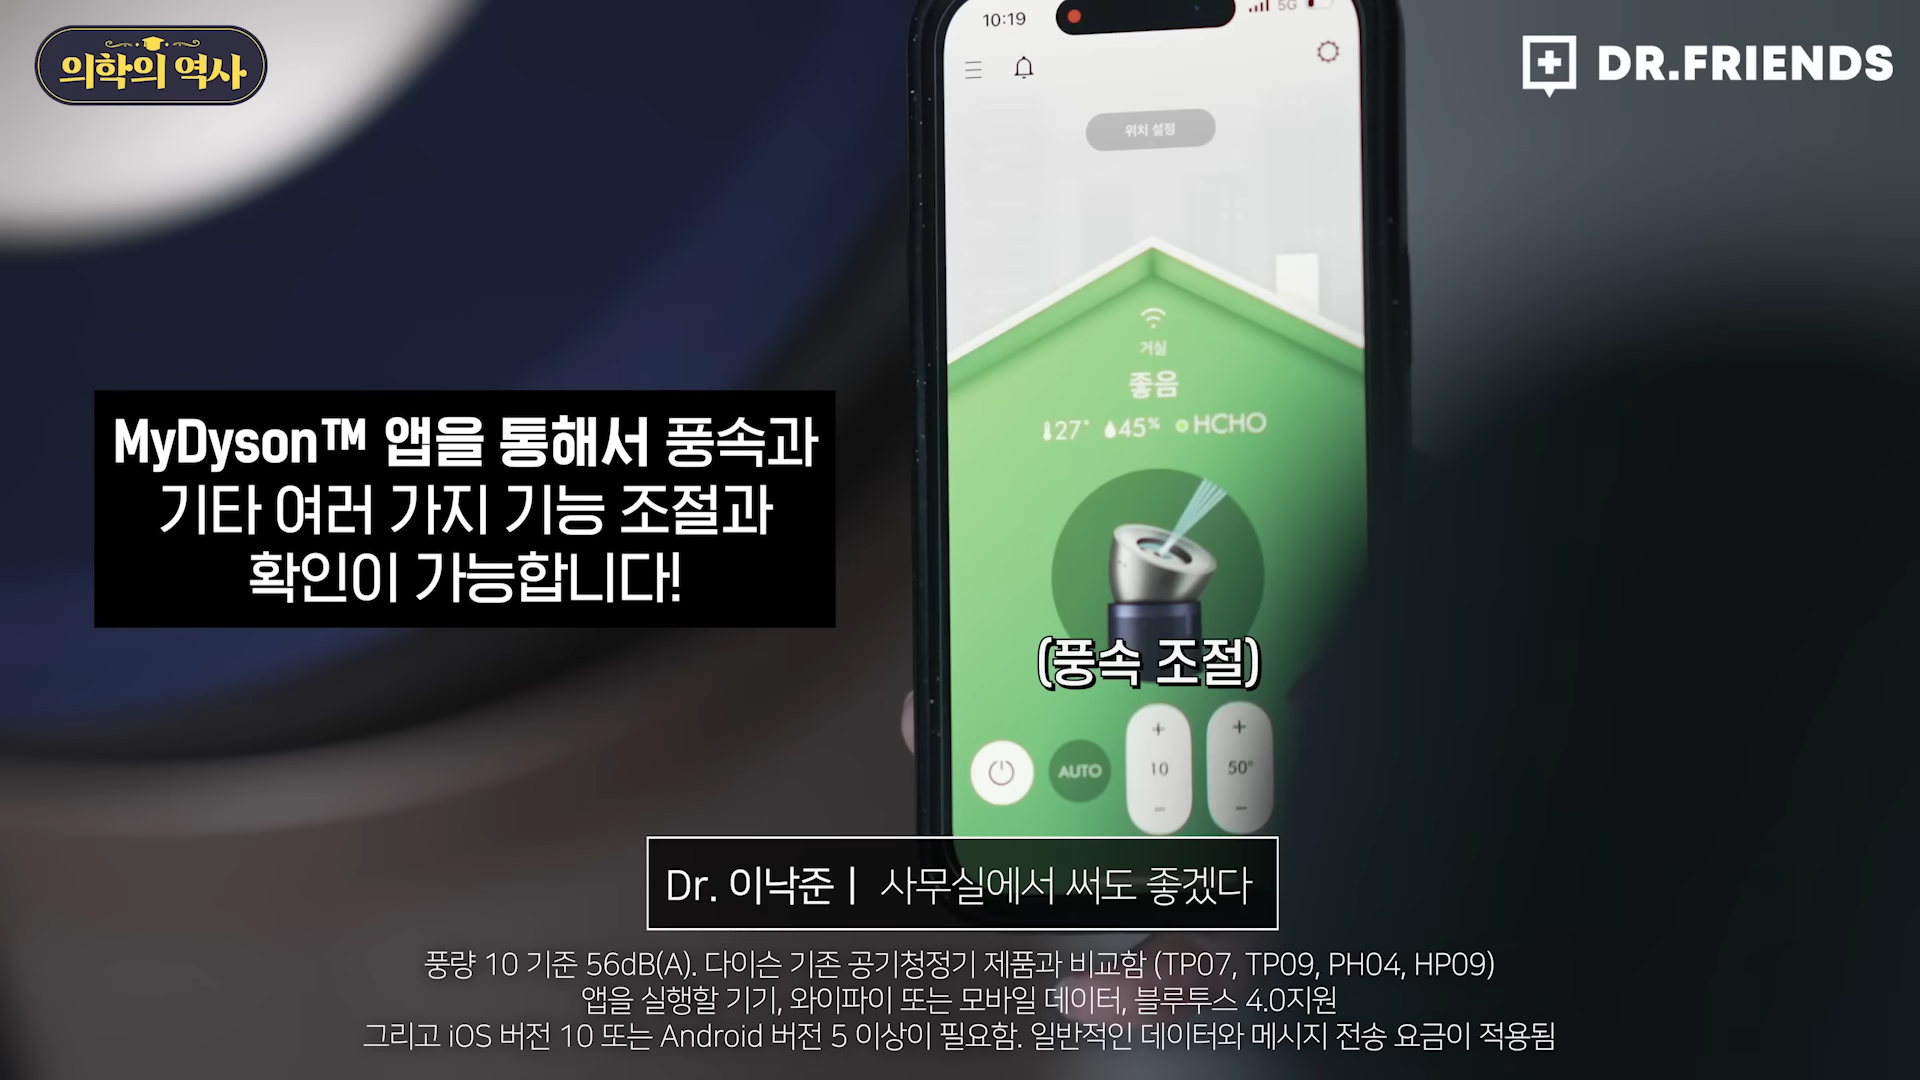 의학의 역사
DR.FRIENDS
10:19
5G
위치 설정
거실
좋음
27° 45% HCHO
MyDyson™ 앱을 통해서 풍속과
기타 여러 가지 기능 조절과
확인이 가능합니다!
(풍속 조절)
AUTO
+ 10 −
+ 50° −
Dr. 이낙준 | 사무실에서 써도 좋겠다
풍량 10 기준 56dB(A). 다이슨 기존 공기청정기 제품과 비교함 (TP07, TP09, PH04, HP09)
앱을 실행할 기기, 와이파이 또는 모바일 데이터, 블루투스 4.0지원
그리고 iOS 버전 10 또는 Android 버전 5 이상이 필요함. 일반적인 데이터와 메시지 전송 요금이 적용됨